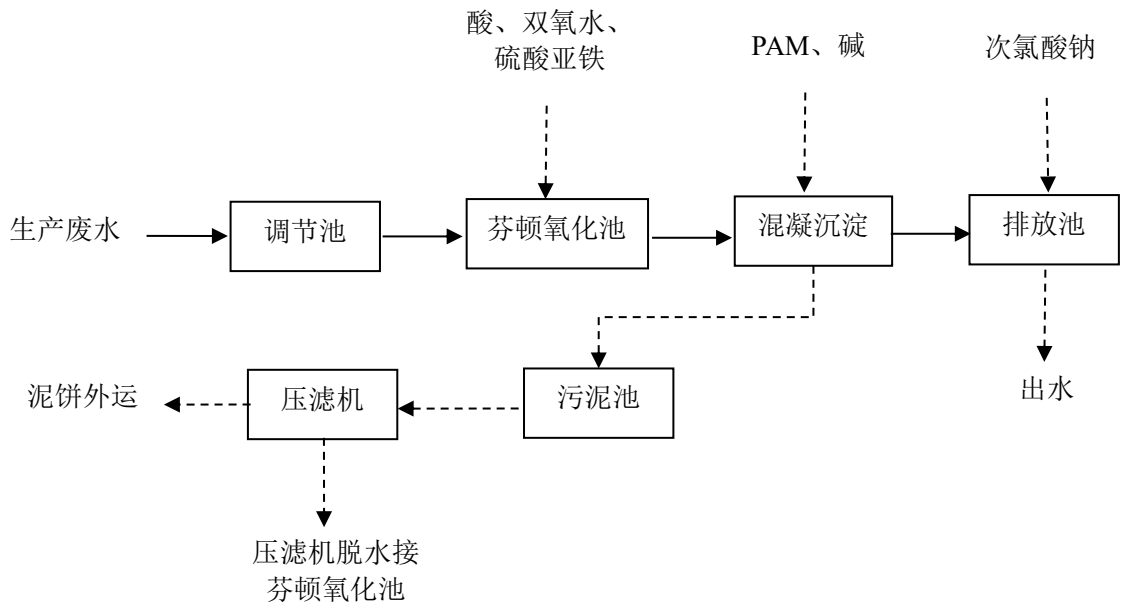 酸、双氧水、
硫酸亚铁
PAM、碱
次氯酸钠
生产废水
调节池
芬顿氧化池
混凝沉淀
排放池
泥饼外运
压滤机
污泥池
出水
压滤机脱水接
芬顿氧化池